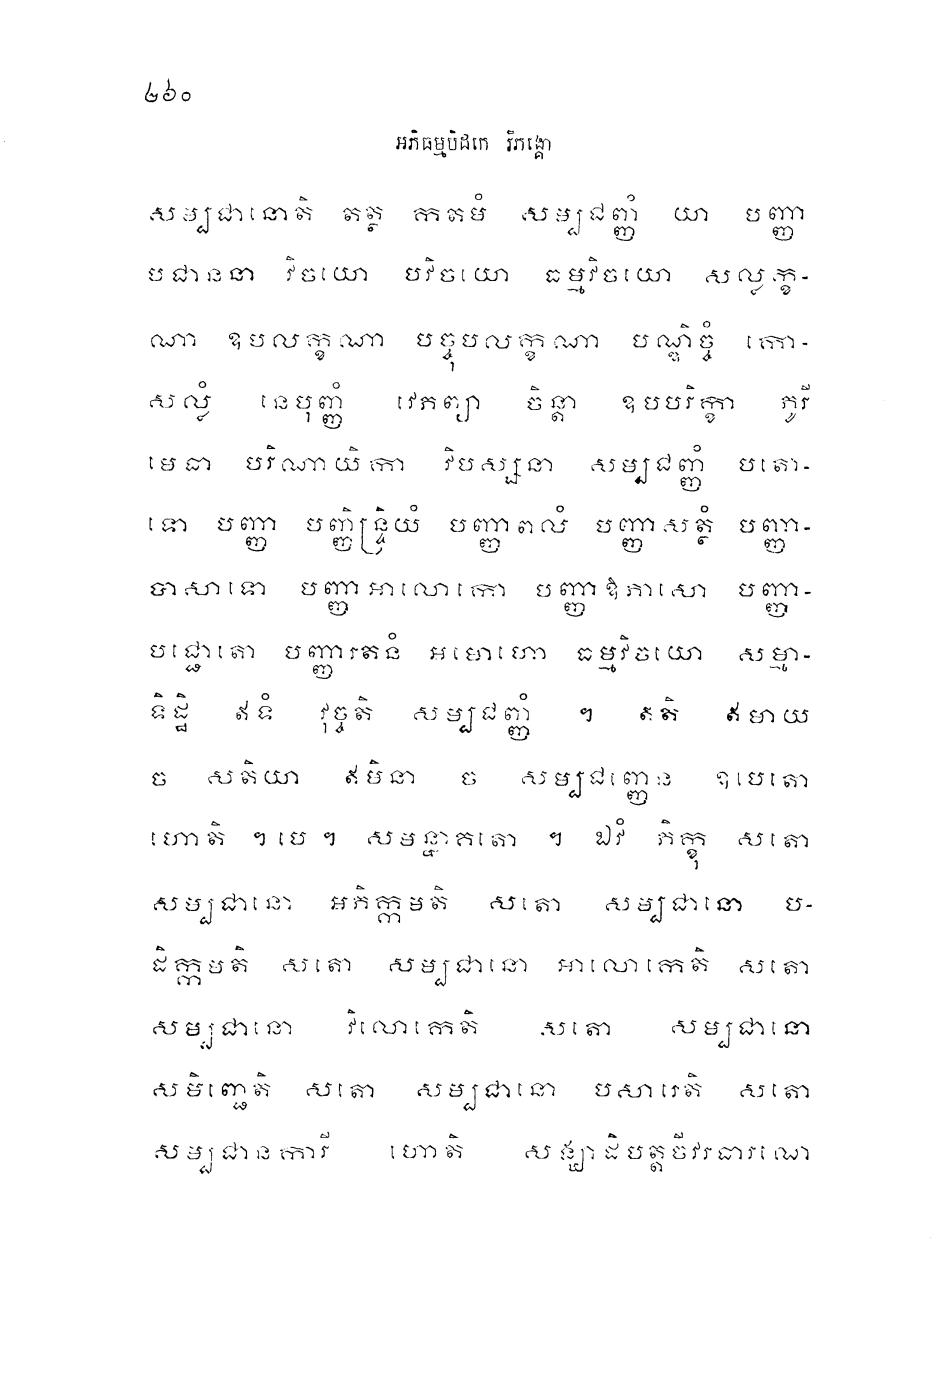 ៤៦០
អភិធម្មបិដកេ វិភង្គោ
សម្បជានោតិ តត្ថ កតមំ សម្បជញ្ញំ យា បញ្ញា
បជាននា វិចយោ បវិចយោ ធម្មវិចយោ សល្លក្ខ-
ណា ឧបលក្ខណា បច្ចុបលក្ខណា បណ្ឌិច្ចំ កោ-
សល្លំ នេបុញ្ញំ វេភព្យា ចិន្តា ឧបបរិក្ខា ភូរី
មេធា បរិណាយិកា វិបស្សនា សម្បជញ្ញំ បតោ-
ទោ បញ្ញា បញ្ញិន្ទ្រិយំ បញ្ញាពលំ បញ្ញាសត្ថំ បញ្ញា-
បាសាទោ បញ្ញាអាលោកោ បញ្ញាឱភាសោ បញ្ញា-
បជ្ជោតោ បញ្ញារតនំ អមោហោ ធម្មវិចយោ សម្មា-
ទិដ្ឋិ ឥទំ វុច្ចតិ សម្បជញ្ញំ ។ ឥតិ ឥមាយ
ច សតិយា ឥមិនា ច សម្បជញ្ញេន ឧបេតោ
ហោតិ ។ បេ ។ សមន្នាគតោ ។ ឯវំ ភិក្ខុ សតោ
សម្បជានោ អភិក្កមតិ សតោ សម្បជានោ ប-
ដិក្កមតិ សតោ សម្បជានោ អាលោកេតិ សតោ
សម្បជានោ វិលោកេតិ សតោ សម្បជានោ
សមិញ្ជេតិ សតោ សម្បជានោ បសារេតិ សតោ
សម្បជានការី ហោតិ សង្ឃាដិបត្តចីវរធារណេ